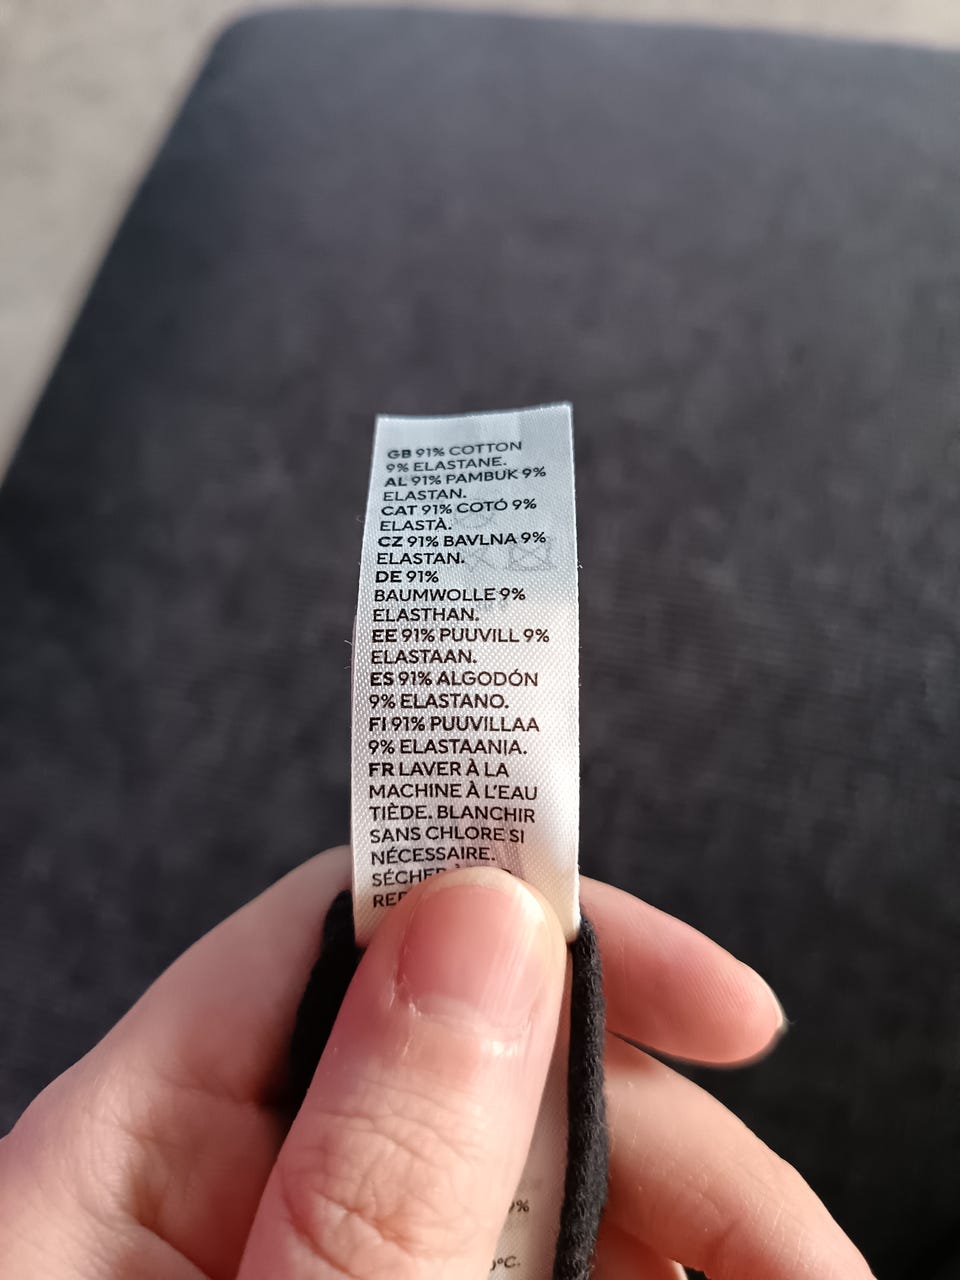 GB 91% COTTON
9% ELASTANE.
AL 91% PAMBUK 9%
ELASTAN.
CAT 91% COTÓ 9%
ELASTÀ.
CZ 91% BAVLNA 9%
ELASTAN.
DE 91%
BAUMWOLLE 9%
ELASTHAN.
EE 91% PUUVILL 9%
ELASTAAN.
ES 91% ALGODÓN
9% ELASTANO.
FI 91% PUUVILLAA
9% ELASTAANIA.
FR LAVER À LA
MACHINE À L'EAU
TIÈDE. BLANCHIR
SANS CHLORE SI
NÉCESSAIRE.